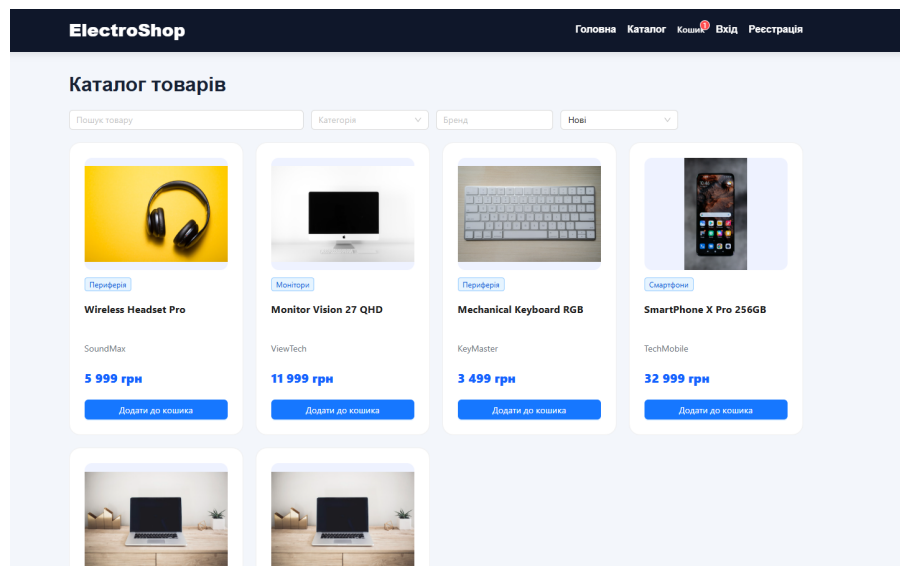 ElectroShop
Головна Каталог Кошик 1 Вхід Реєстрація
Каталог товарів
Пошук товару Категорія Бренд Нові
Периферія Монітори Периферія Смартфони
Wireless Headset Pro Monitor Vision 27 QHD Mechanical Keyboard RGB SmartPhone X Pro 256GB
SoundMax ViewTech KeyMaster TechMobile
5 999 грн 11 999 грн 3 499 грн 32 999 грн
Додати до кошика Додати до кошика Додати до кошика Додати до кошика